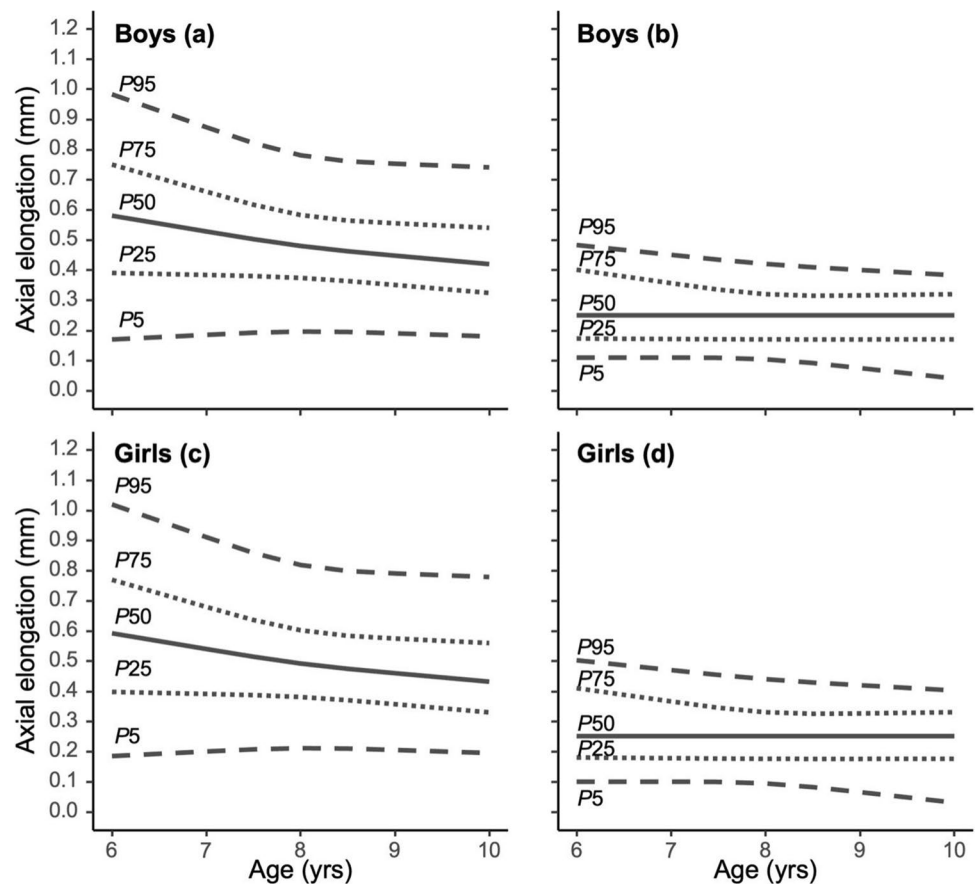 Boys (a)
Axial elongation (mm)
1.2
1.1
1.0
0.9
0.8
0.7
0.6
0.5
0.4
0.3
0.2
0.1
0.0
P95
P75
P50
P25
P5
6
7
8
9
10
Boys (b)
P95
P75
P50
P25
P5
Girls (c)
Axial elongation (mm)
1.2
1.1
1.0
0.9
0.8
0.7
0.6
0.5
0.4
0.3
0.2
0.1
0.0
P95
P75
P50
P25
P5
6
7
8
9
10
Age (yrs)
Girls (d)
P95
P75
P50
P25
P5
6
7
8
9
10
Age (yrs)